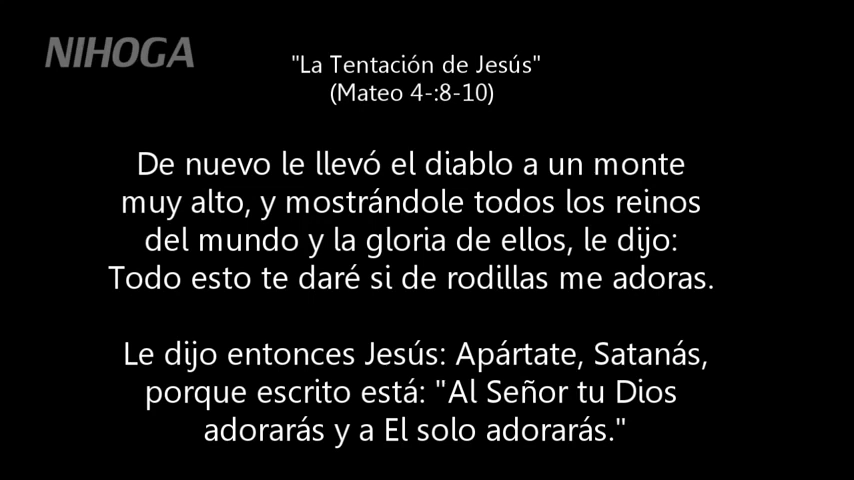 NIHOGA
"La Tentación de Jesús"
(Mateo 4-:8-10)
De nuevo le llevó el diablo a un monte
muy alto, y mostrándole todos los reinos
del mundo y la gloria de ellos, le dijo:
Todo esto te daré si de rodillas me adoras.
Le dijo entonces Jesús: Apártate, Satanás,
porque escrito está: "Al Señor tu Dios
adorarás y a El solo adorarás."